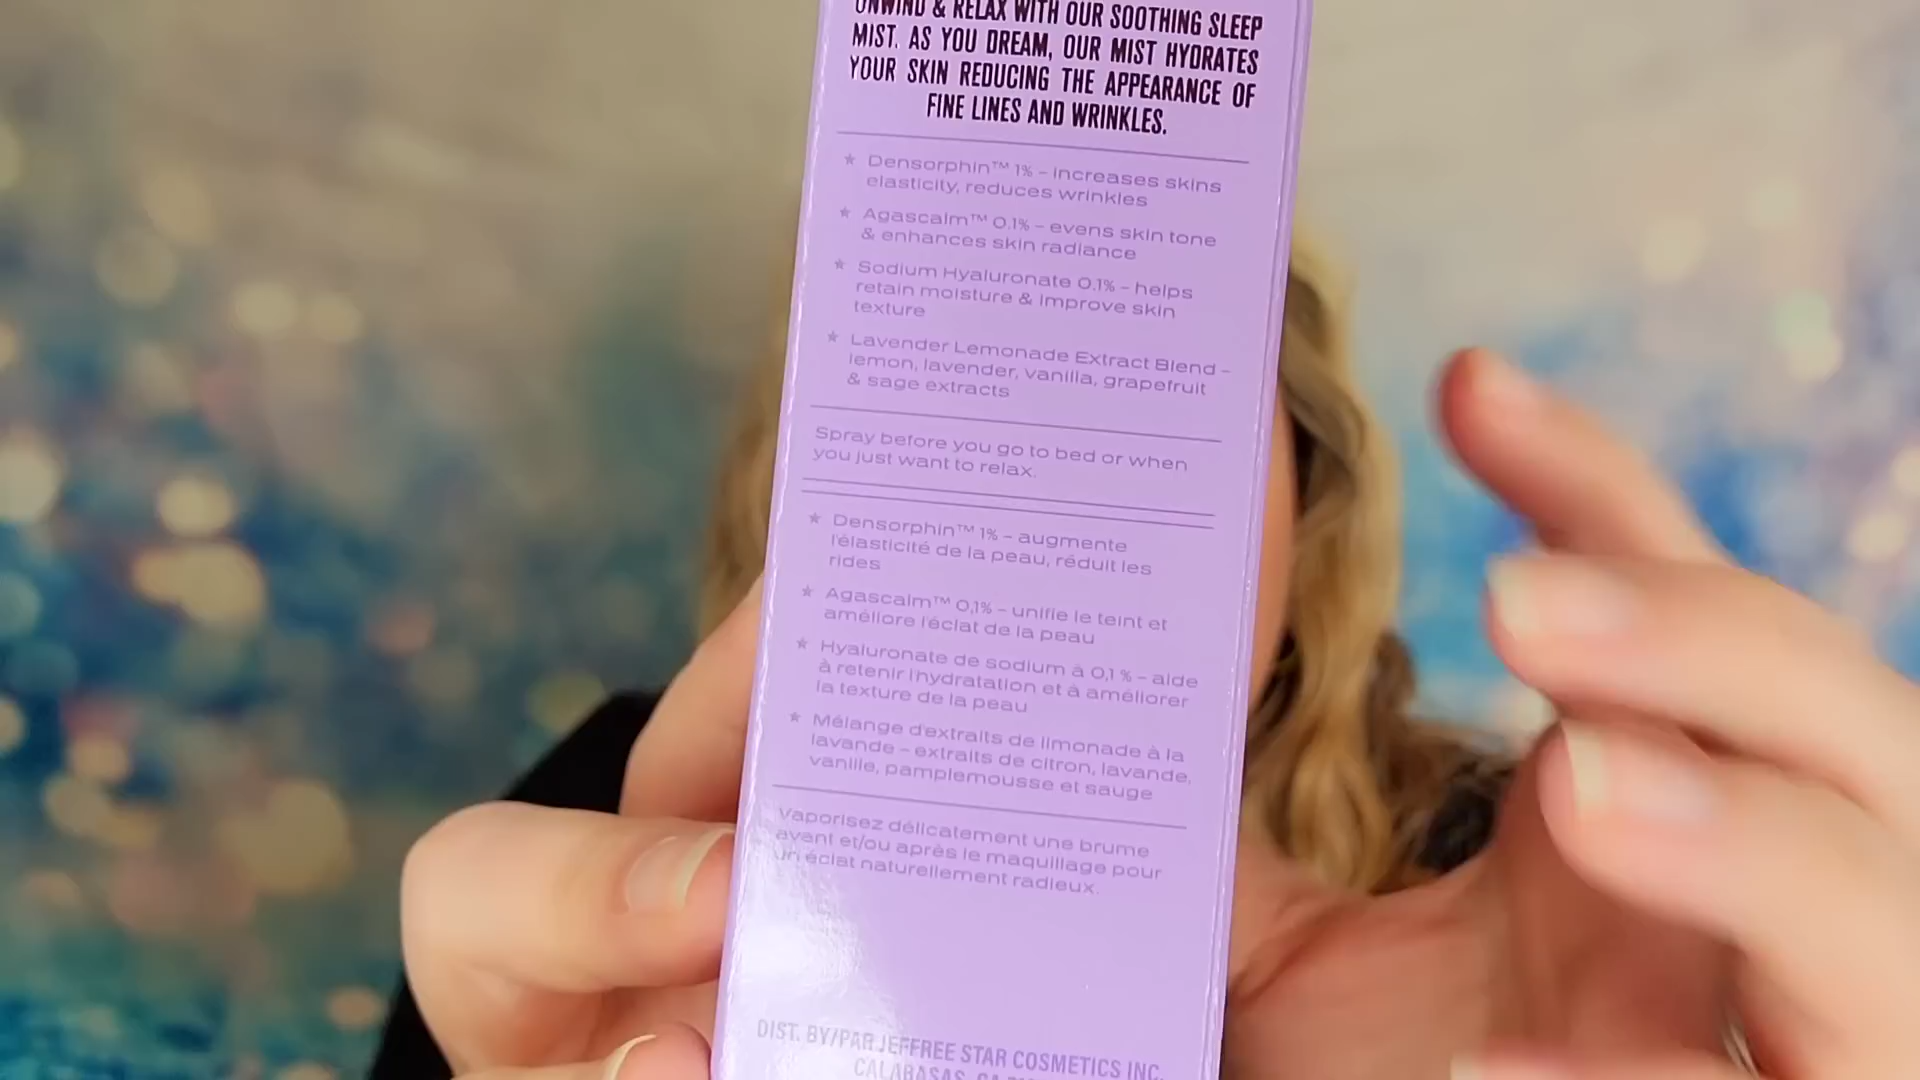 UNWIND & RELAX WITH OUR SOOTHING SLEEP
MIST. AS YOU DREAM, OUR MIST HYDRATES
YOUR SKIN REDUCING THE APPEARANCE OF
FINE LINES AND WRINKLES.
★ Densorphin™ 1% – increases skins
elasticity, reduces wrinkles
★ Agascalm™ 0.1% – evens skin tone
& enhances skin radiance
★ Sodium Hyaluronate 0.1% – helps
retain moisture & improve skin
texture
★ Lavender Lemonade Extract Blend –
lemon, lavender, vanilla, grapefruit
& sage extracts
Spray before you go to bed or when
you just want to relax.
★ Densorphin™ 1% – augmente
l'élasticité de la peau, réduit les
rides
★ Agascalm™ 0,1% – unifie le teint et
améliore l'éclat de la peau
★ Hyaluronate de sodium à 0,1 % – aide
à retenir l'hydratation et à améliorer
la texture de la peau
★ Mélange d'extraits de limonade à la
lavande – extraits de citron, lavande,
vanille, pamplemousse et sauge
Vaporisez délicatement une brume
avant et/ou après le maquillage pour
un éclat naturellement radieux.
DIST. BY/PAR JEFFREE STAR COSMETICS INC.
CALABASAS, CA